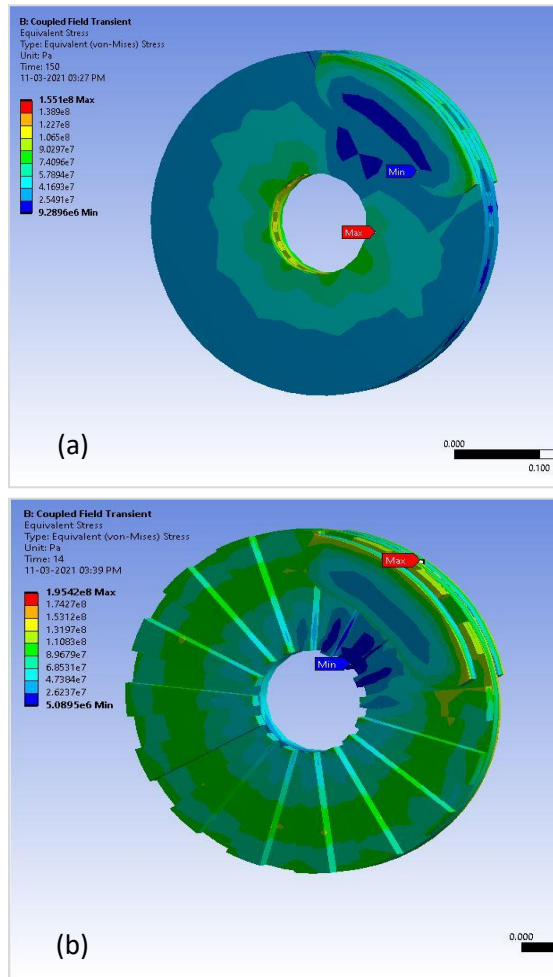 B: Coupled Field Transient
Equivalent Stress
Type: Equivalent (von-Mises) Stress
Unit: Pa
Time: 150
11-03-2021 03:27 PM
1.551e8 Max
1.389e8
1.227e8
1.065e8
9.0297e7
7.4096e7
5.7894e7
4.1693e7
2.5491e7
9.2896e6 Min
Min
Max
(a)
0.000
0.100
B: Coupled Field Transient
Equivalent Stress
Type: Equivalent (von-Mises) Stress
Unit: Pa
Time: 14
11-03-2021 03:39 PM
1.9542e8 Max
1.7427e8
1.5312e8
1.3197e8
1.1083e8
8.9679e7
6.8531e7
4.7384e7
2.6237e7
5.0895e6 Min
Max
Min
(b)
0.000